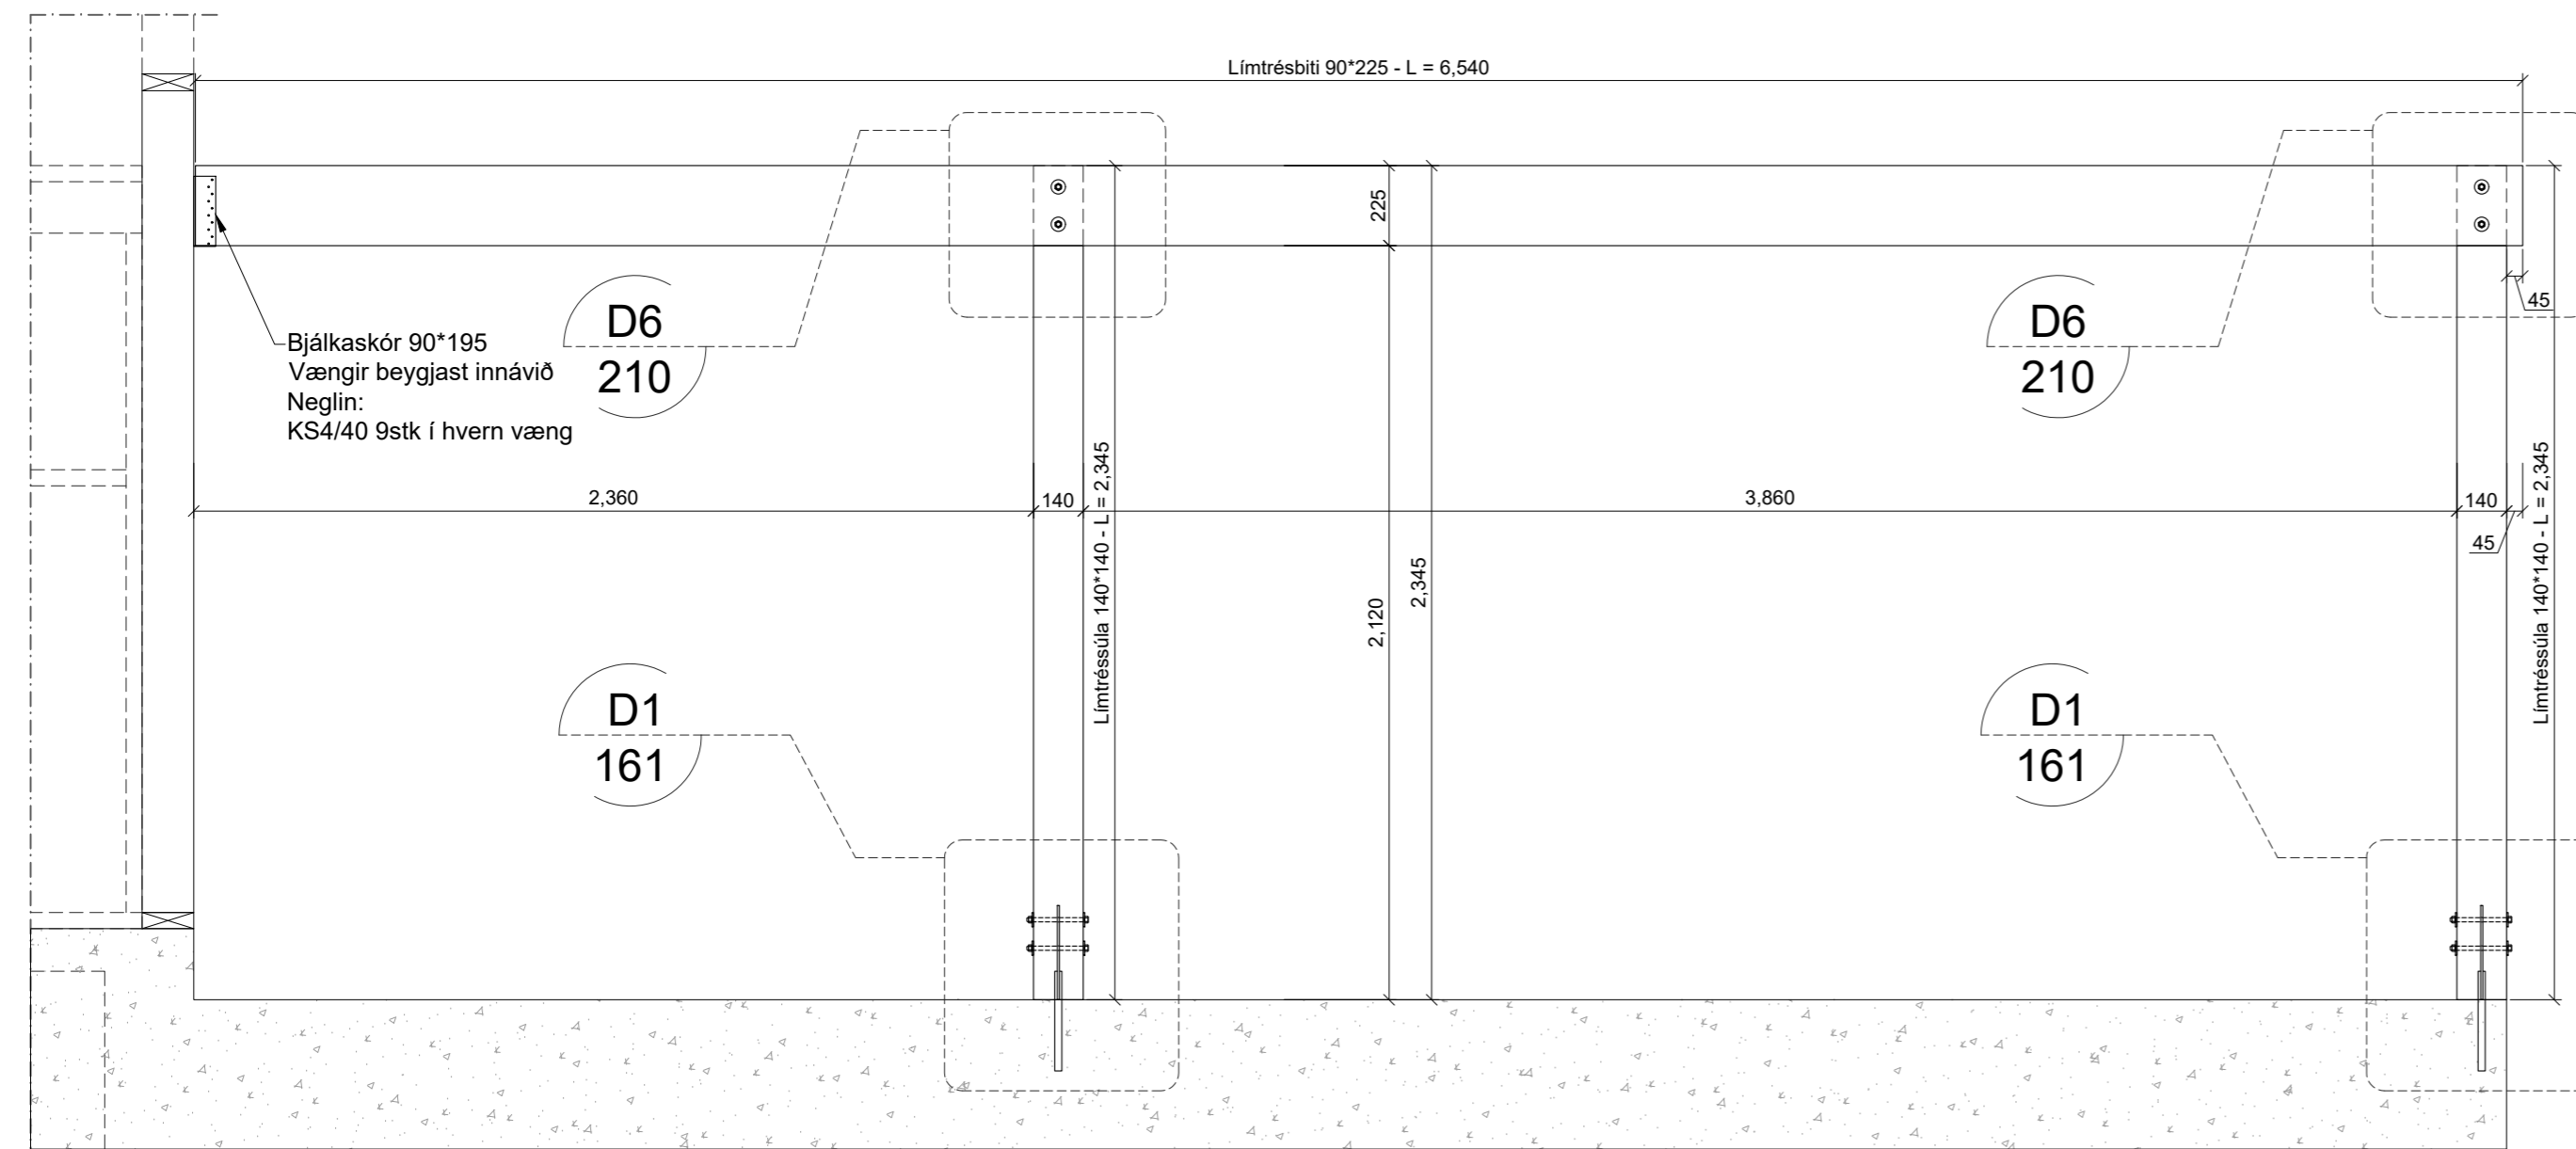 Límtrésbiti 90*225 - L = 6,540
225
45
D6
210
D6
210
Bjálkaskór 90*195
Vængir beygjast innávið
Neglin:
KS4/40 9stk í hvern væng
2,360
140
Límtréssúla 140*140 - L = 2,345
3,860
140
45
Límtréssúla 140*140 - L = 2,345
2,120
2,345
D1
161
D1
161